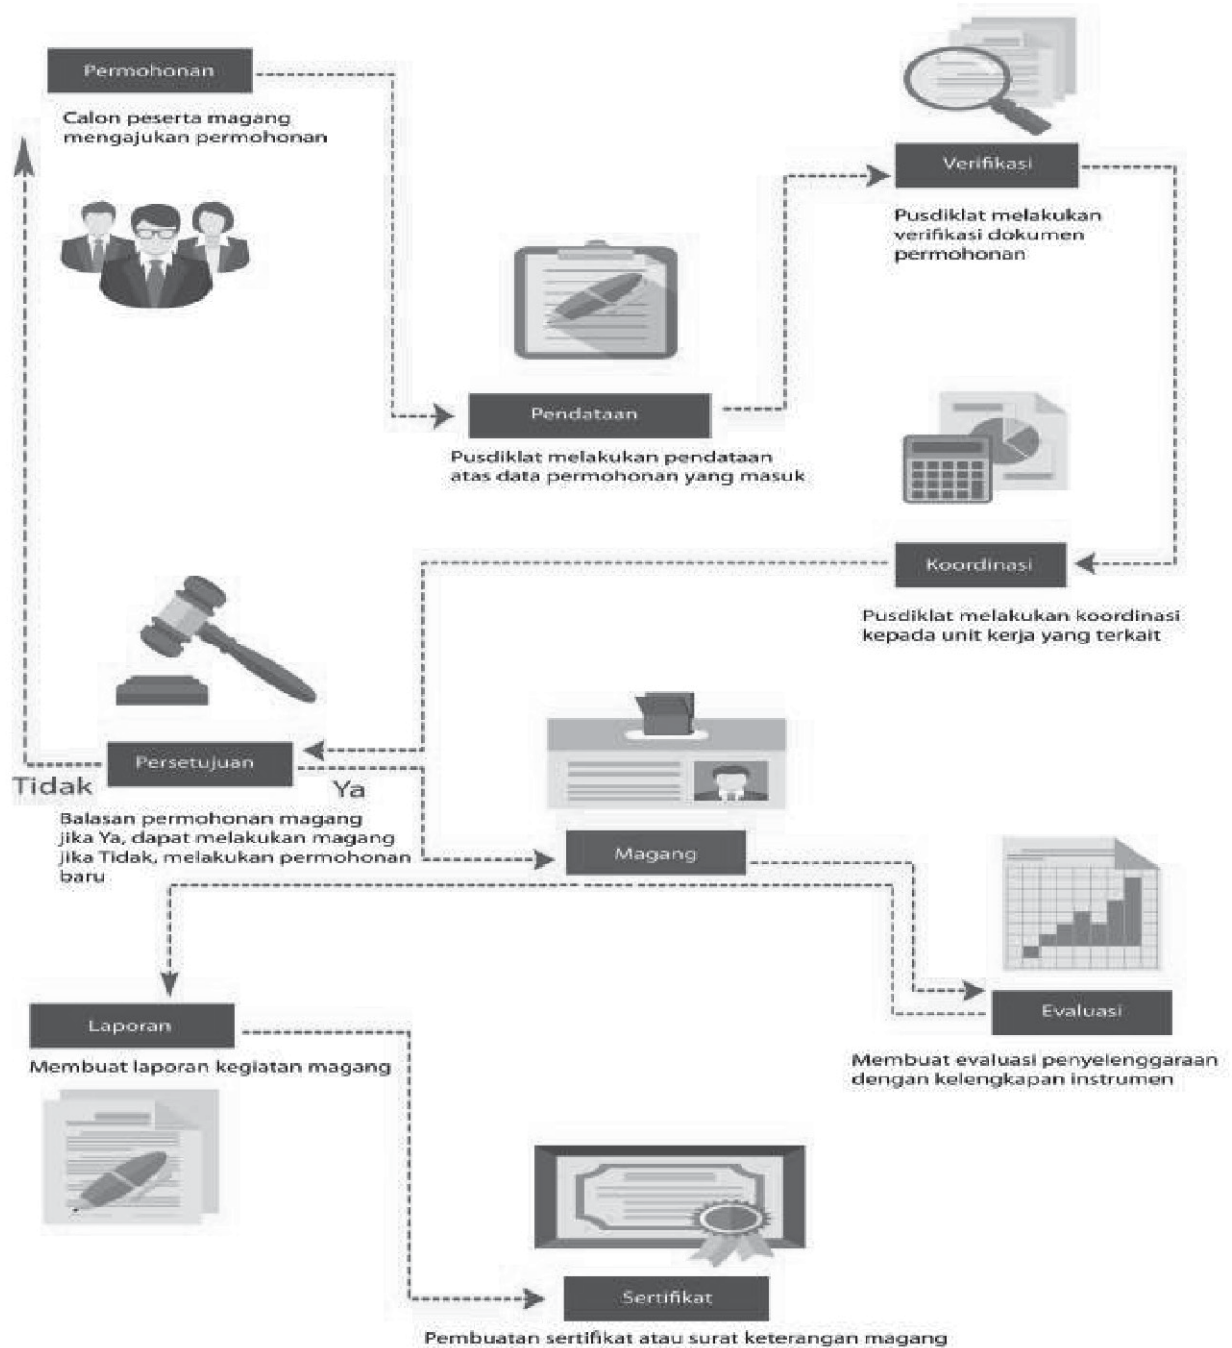 Permohonan
Calon peserta magang
mengajukan permohonan
Pendataan
Pusdiklat melakukan pendataan
atas data permohonan yang masuk
Verifikasi
Pusdiklat melakukan
verifikasi dokumen
permohonan
Koordinasi
Pusdiklat melakukan koordinasi
kepada unit kerja yang terkait
Persetujuan
Tidak
Ya
Balasan permohonan magang
jika Ya, dapat melakukan magang
jika Tidak, melakukan permohonan
baru
Magang
Evaluasi
Membuat evaluasi penyelenggaraan
dengan kelengkapan instrumen
Laporan
Membuat laporan kegiatan magang
Sertifikat
Pembuatan sertifikat atau surat keterangan magang